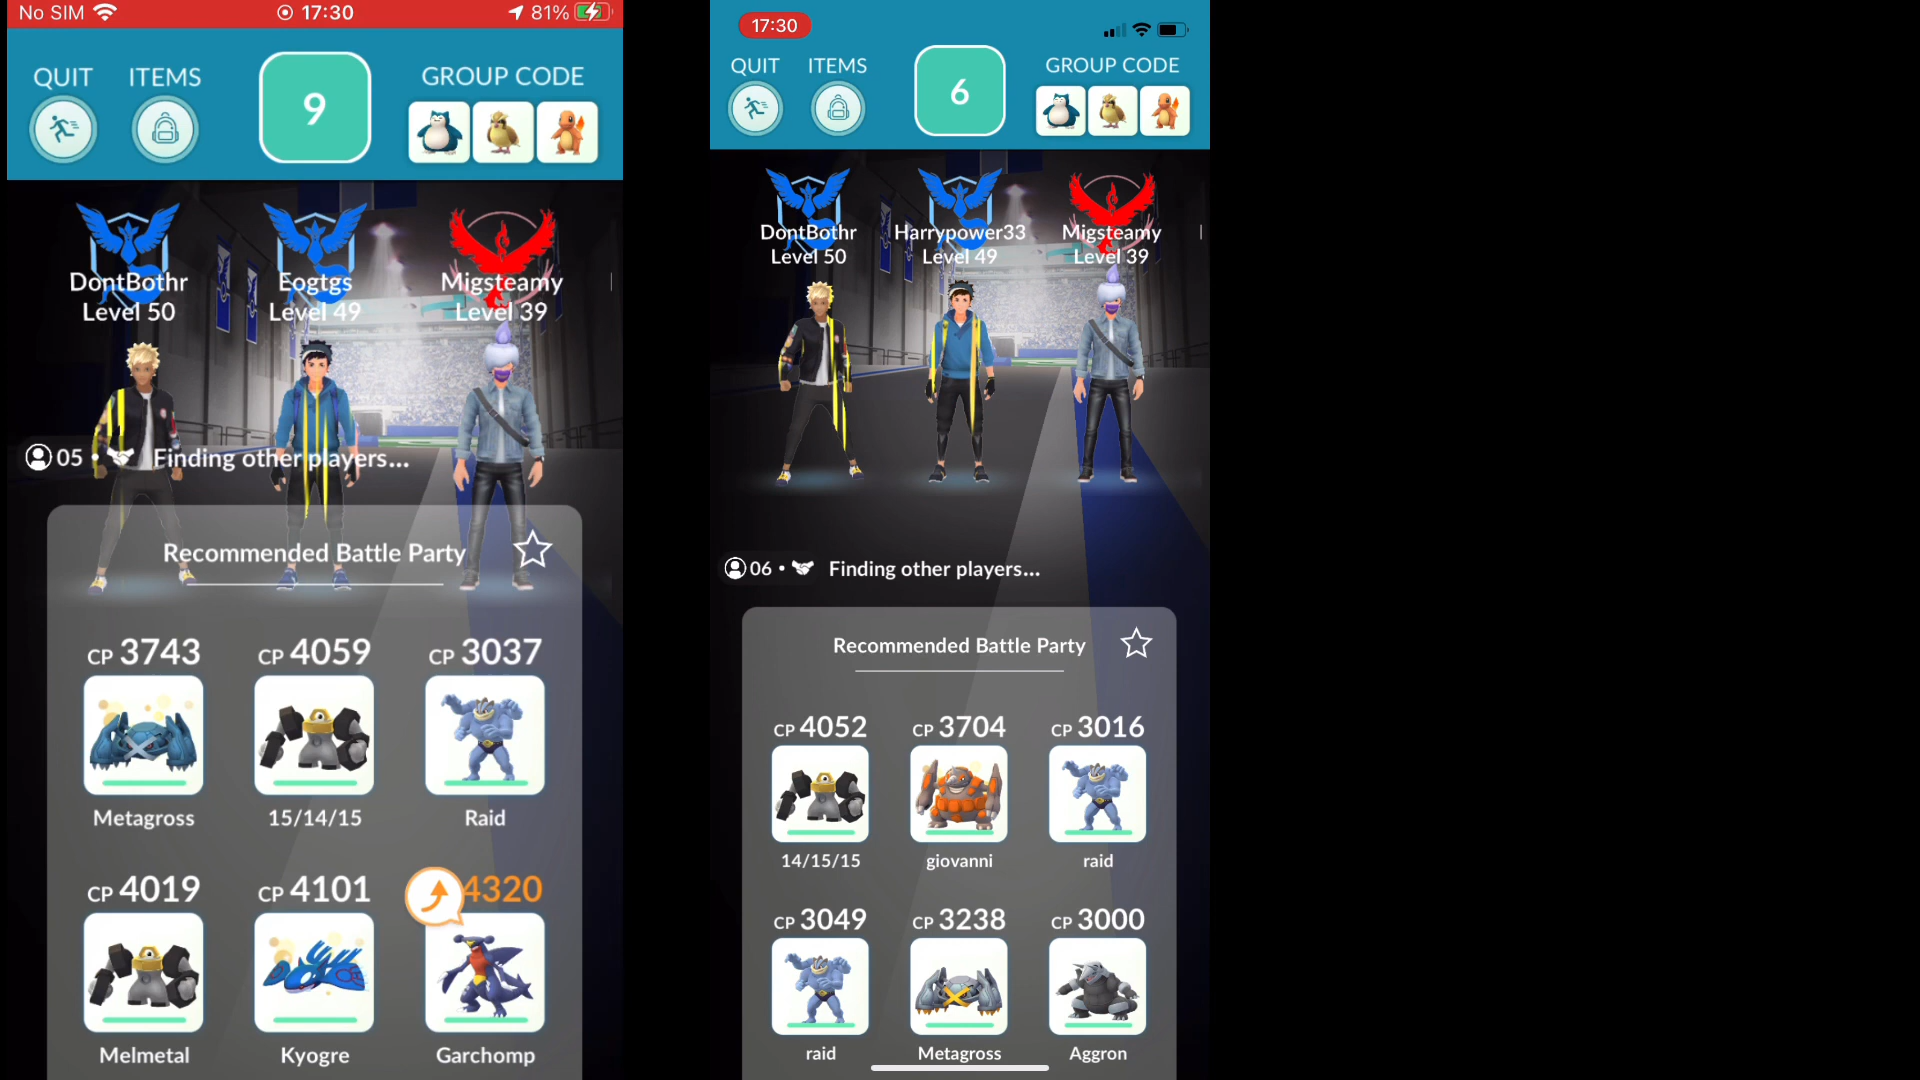 No SIM 17:30 81%
QUIT ITEMS 9 GROUP CODE
DontBothr Eogtgs Migsteamy
Level 50 Level 49 Level 39
05 • Finding other players...
Recommended Battle Party
CP 3743 CP 4059 CP 3037
Metagross 15/14/15 Raid
CP 4019 CP 4101 4320
Melmetal Kyogre Garchomp
17:30
QUIT ITEMS 6 GROUP CODE
DontBothr Harrypower33 Migsteamy
Level 50 Level 49 Level 39
06 • Finding other players...
Recommended Battle Party
CP 4052 CP 3704 CP 3016
14/15/15 giovanni raid
CP 3049 CP 3238 CP 3000
raid Metagross Aggron